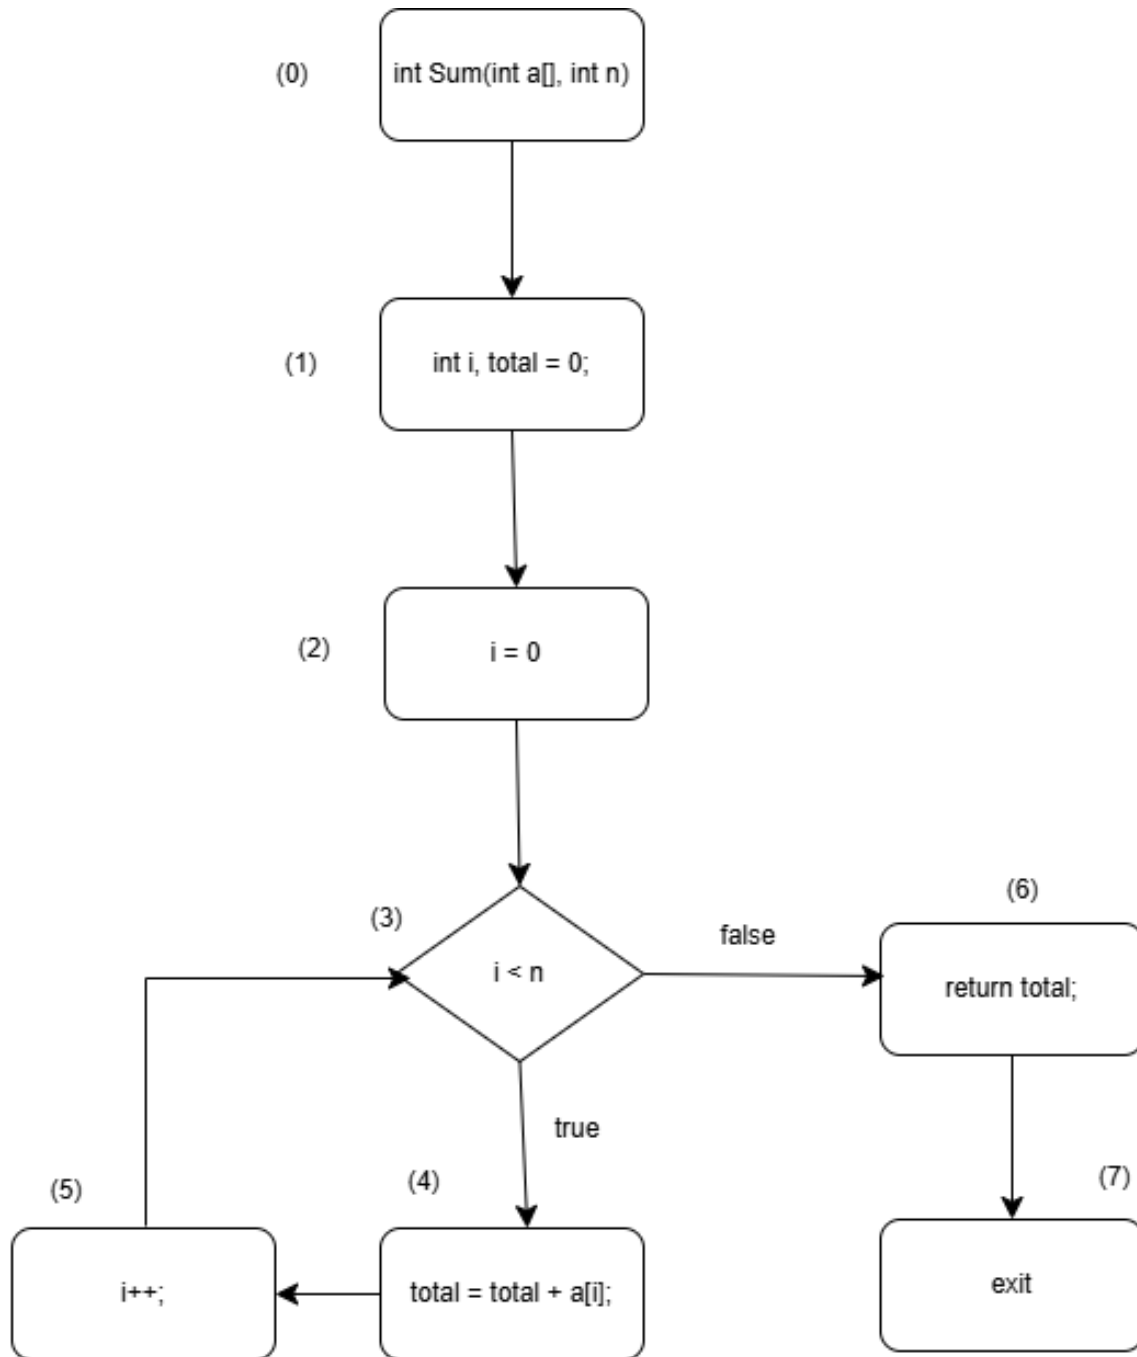 (0)
int Sum(int a[], int n)
(1)
int i, total = 0;
(2)
i = 0
(3)
i < n
false
(6)
return total;
true
(4)
total = total + a[i];
(5)
i++;
(7)
exit